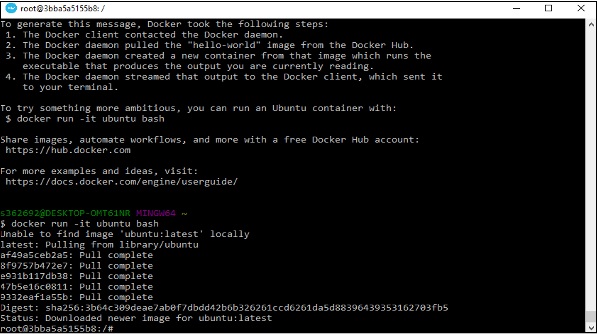 root@3bba5a5155b8: /
To generate this message, Docker took the following steps:
1. The Docker client contacted the Docker daemon.
2. The Docker daemon pulled the "hello-world" image from the Docker Hub.
3. The Docker daemon created a new container from that image which runs the
executable that produces the output you are currently reading.
4. The Docker daemon streamed that output to the Docker client, which sent it
to your terminal.
To try something more ambitious, you can run an Ubuntu container with:
$ docker run -it ubuntu bash
Share images, automate workflows, and more with a free Docker Hub account:
https://hub.docker.com
For more examples and ideas, visit:
https://docs.docker.com/engine/userguide/
s362692@DESKTOP-OMT61NR MINGW64 ~
$ docker run -it ubuntu bash
Unable to find image 'ubuntu:latest' locally
latest: Pulling from library/ubuntu
af49a5ceb2a5: Pull complete
8f9757b472e7: Pull complete
e931b117db38: Pull complete
47b5e16c0811: Pull complete
9332eaf1a55b: Pull complete
Digest: sha256:3b64c309deae7ab0f7dbdd42b6b326261ccd6261da5d88396439353162703fb5
Status: Downloaded newer image for ubuntu:latest
root@3bba5a5155b8:/#